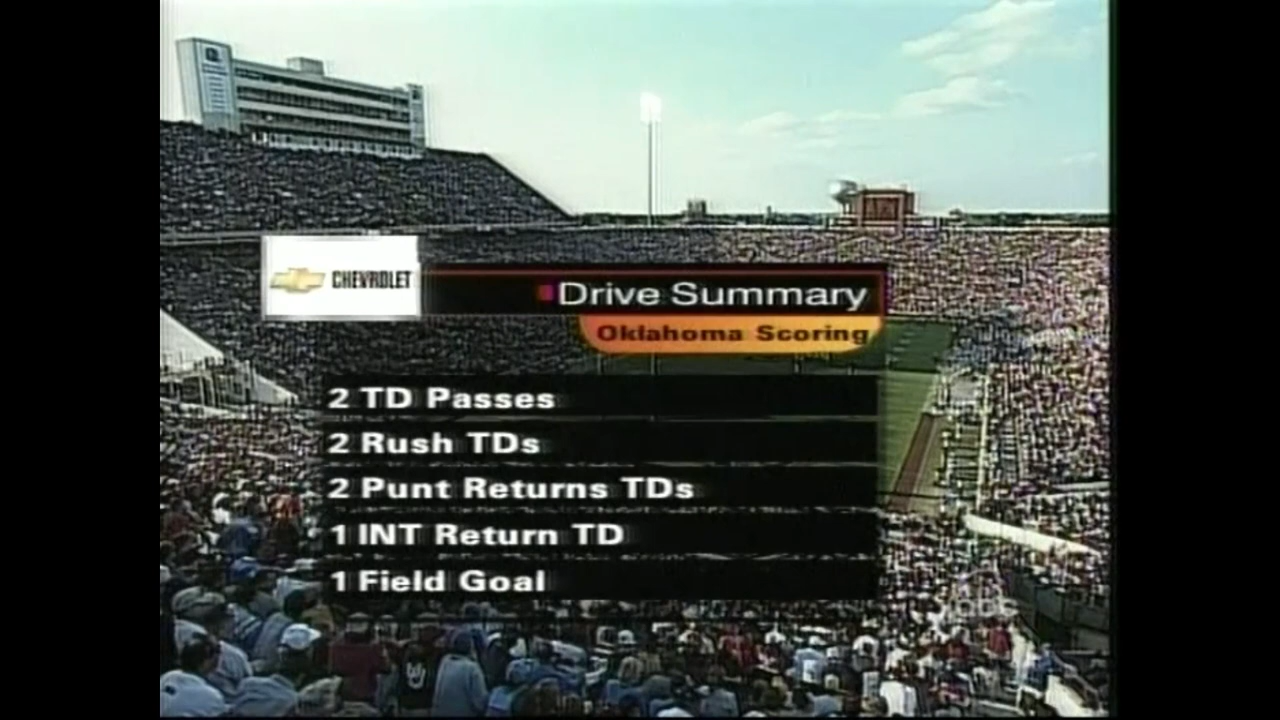 CHEVROLET
Drive Summary
Oklahoma Scoring
2 TD Passes
2 Rush TDs
2 Punt Returns TDs
1 INT Return TD
1 Field Goal
abc